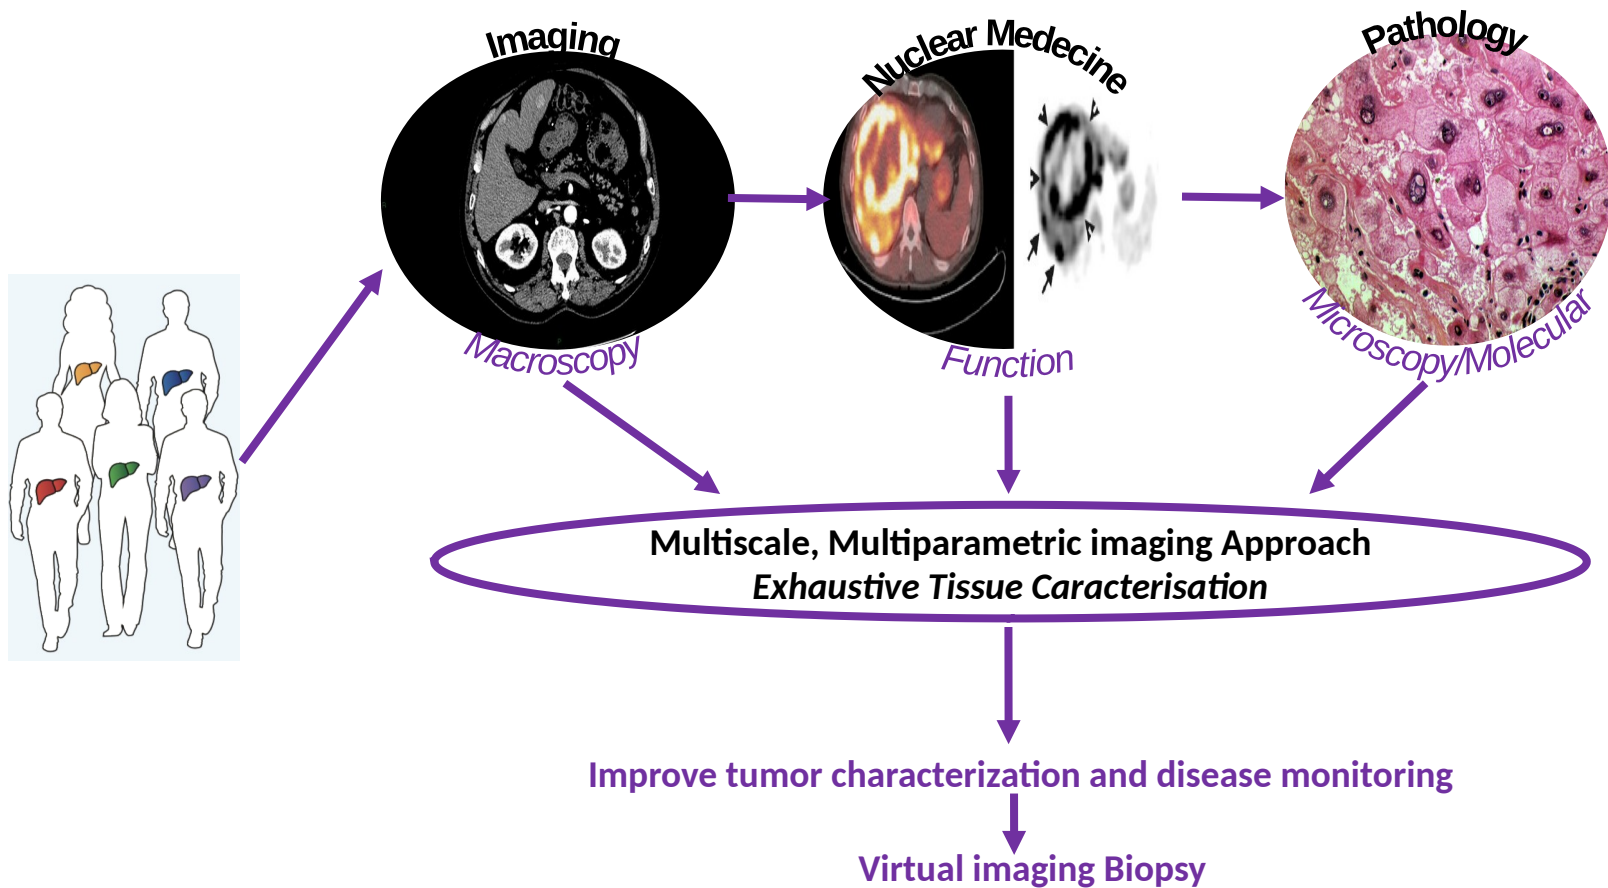 Imaging
Nuclear Medecine
Pathology
Macroscopy
Function
Microscopy/Molecular
Multiscale, Multiparametric imaging Approach
Exhaustive Tissue Caracterisation
Improve tumor characterization and disease monitoring
Virtual imaging Biopsy